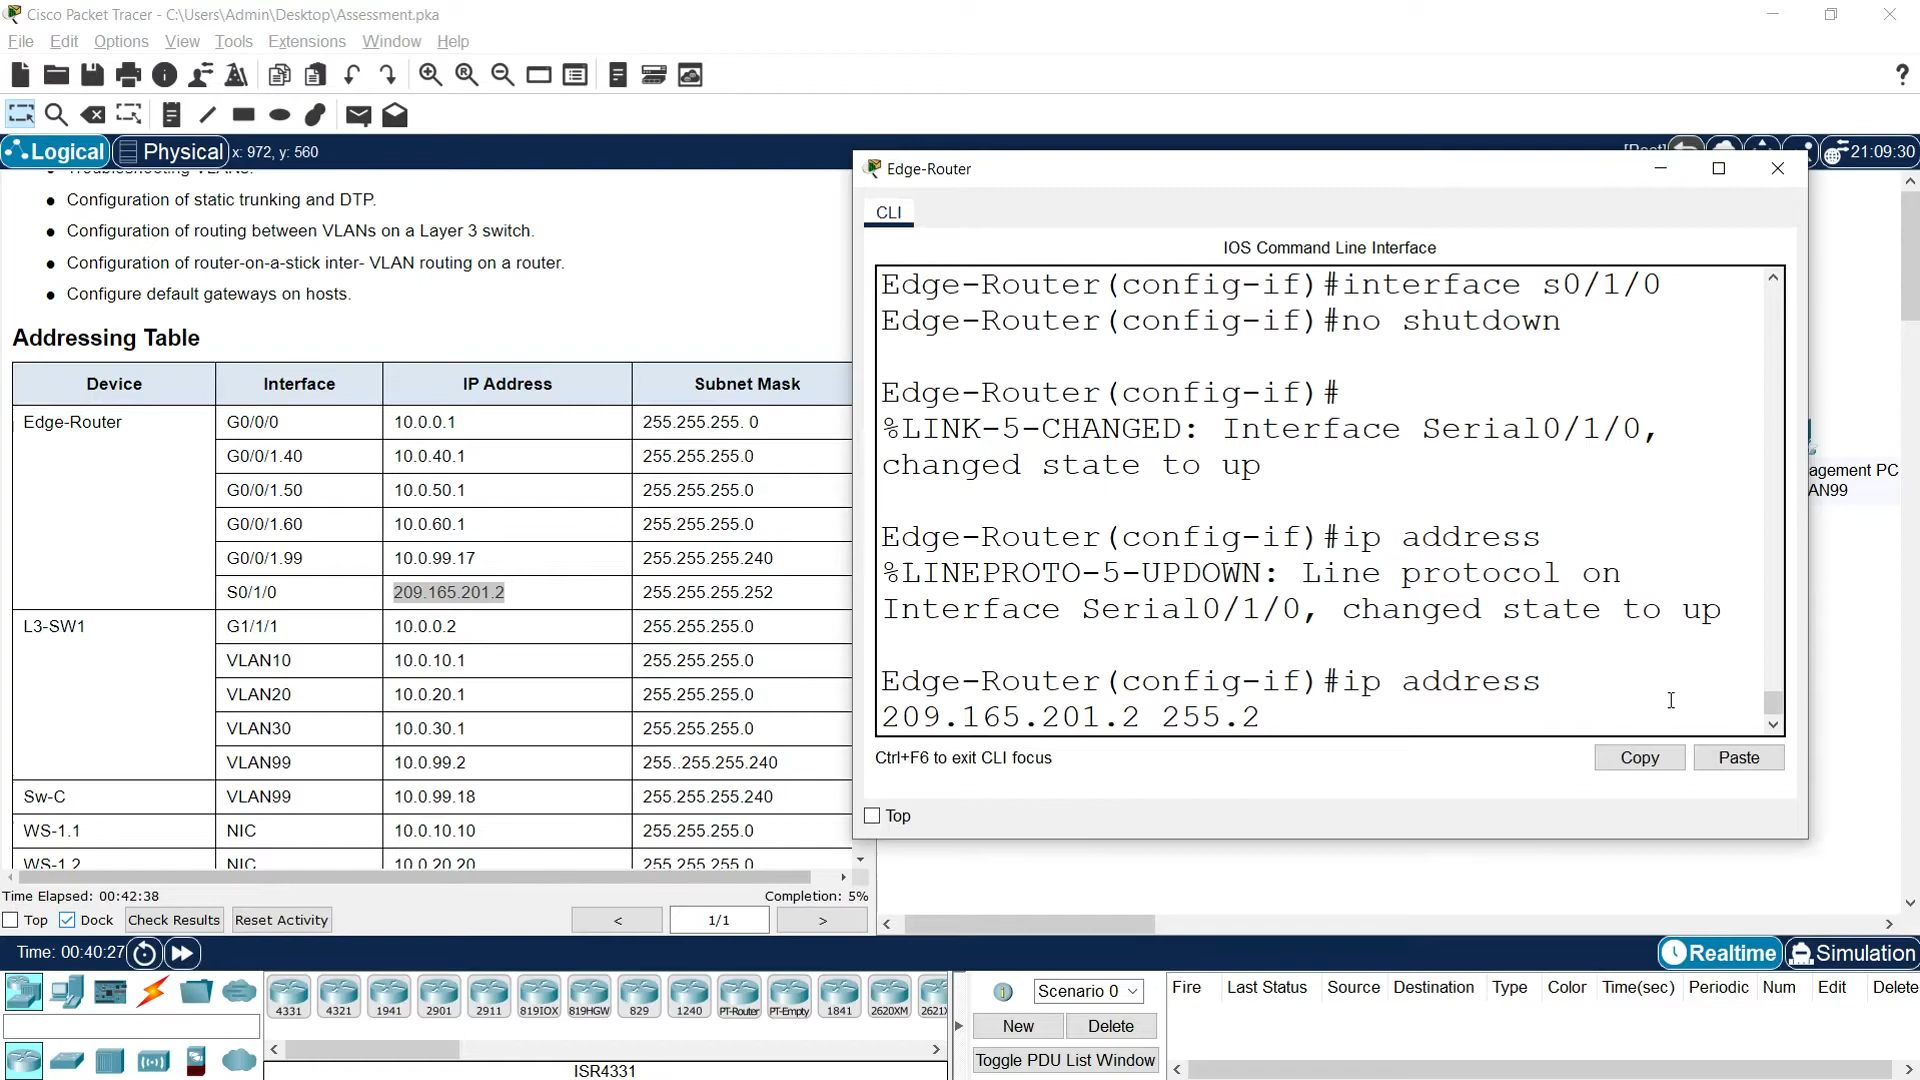 Cisco Packet Tracer - C:\Users\Admin\Desktop\Assessment.pka
File Edit Options View Tools Extensions Window Help
?
Logical Physical x: 972, y: 560
[Root] 21:09:30
Troubleshooting VLANs.
● Configuration of static trunking and DTP.
● Configuration of routing between VLANs on a Layer 3 switch.
● Configuration of router-on-a-stick inter- VLAN routing on a router.
● Configure default gateways on hosts.
Addressing Table
Device Interface IP Address Subnet Mask
Edge-Router G0/0/0 10.0.0.1 255.255.255. 0
G0/0/1.40 10.0.40.1 255.255.255.0
G0/0/1.50 10.0.50.1 255.255.255.0
G0/0/1.60 10.0.60.1 255.255.255.0
G0/0/1.99 10.0.99.17 255.255.255.240
S0/1/0 209.165.201.2 255.255.255.252
L3-SW1 G1/1/1 10.0.0.2 255.255.255.0
VLAN10 10.0.10.1 255.255.255.0
VLAN20 10.0.20.1 255.255.255.0
VLAN30 10.0.30.1 255.255.255.0
VLAN99 10.0.99.2 255..255.255.240
Sw-C VLAN99 10.0.99.18 255.255.255.240
WS-1.1 NIC 10.0.10.10 255.255.255.0
WS-1.2 NIC 10.0.20.20 255.255.255.0
Time Elapsed: 00:42:38 Completion: 5%
Top Dock Check Results Reset Activity < 1/1 >
Edge-Router
CLI
IOS Command Line Interface
Edge-Router(config-if)#interface s0/1/0
Edge-Router(config-if)#no shutdown
Edge-Router(config-if)#
%LINK-5-CHANGED: Interface Serial0/1/0,
changed state to up
Edge-Router(config-if)#ip address
%LINEPROTO-5-UPDOWN: Line protocol on
Interface Serial0/1/0, changed state to up
Edge-Router(config-if)#ip address
209.165.201.2 255.2
Ctrl+F6 to exit CLI focus Copy Paste
Top
agement PC
AN99
Time: 00:40:27 Realtime Simulation
4331 4321 1941 2901 2911 819IOX 819HGW 829 1240 PT-Router PT-Empty 1841 2620XM 2621X
ISR4331
Scenario 0
New Delete
Toggle PDU List Window
Fire Last Status Source Destination Type Color Time(sec) Periodic Num Edit Delete